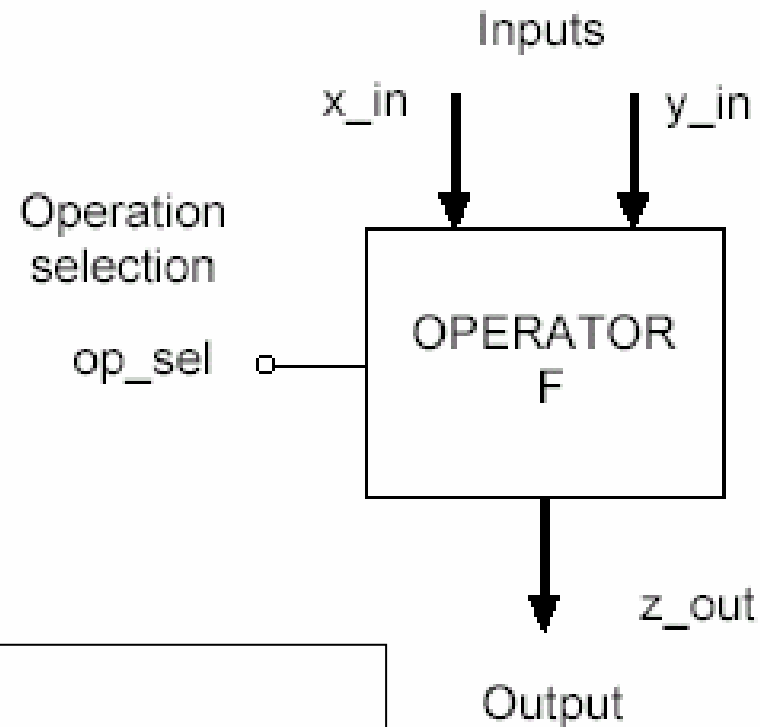 Inputs
x_in
y_in
Operation
selection
op_sel
OPERATOR
F
z_out
Output